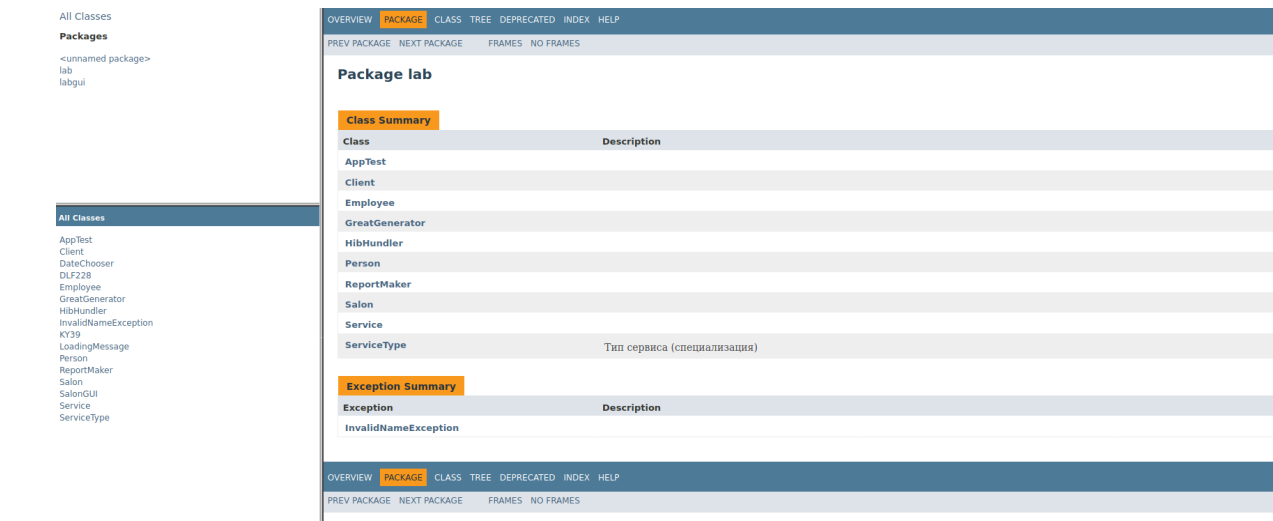 All Classes
Packages
<unnamed package>
lab
labgui
All Classes
AppTest
Client
DateChooser
DLF228
Employee
GreatGenerator
HibHundler
InvalidNameException
KY39
LoadingMessage
Person
ReportMaker
Salon
SalonGUI
Service
ServiceType
OVERVIEW PACKAGE CLASS TREE DEPRECATED INDEX HELP
PREV PACKAGE NEXT PACKAGE FRAMES NO FRAMES
Package lab
Class Summary
Class Description
AppTest
Client
Employee
GreatGenerator
HibHundler
Person
ReportMaker
Salon
Service
ServiceType Тип сервиса (специализация)
Exception Summary
Exception Description
InvalidNameException
OVERVIEW PACKAGE CLASS TREE DEPRECATED INDEX HELP
PREV PACKAGE NEXT PACKAGE FRAMES NO FRAMES